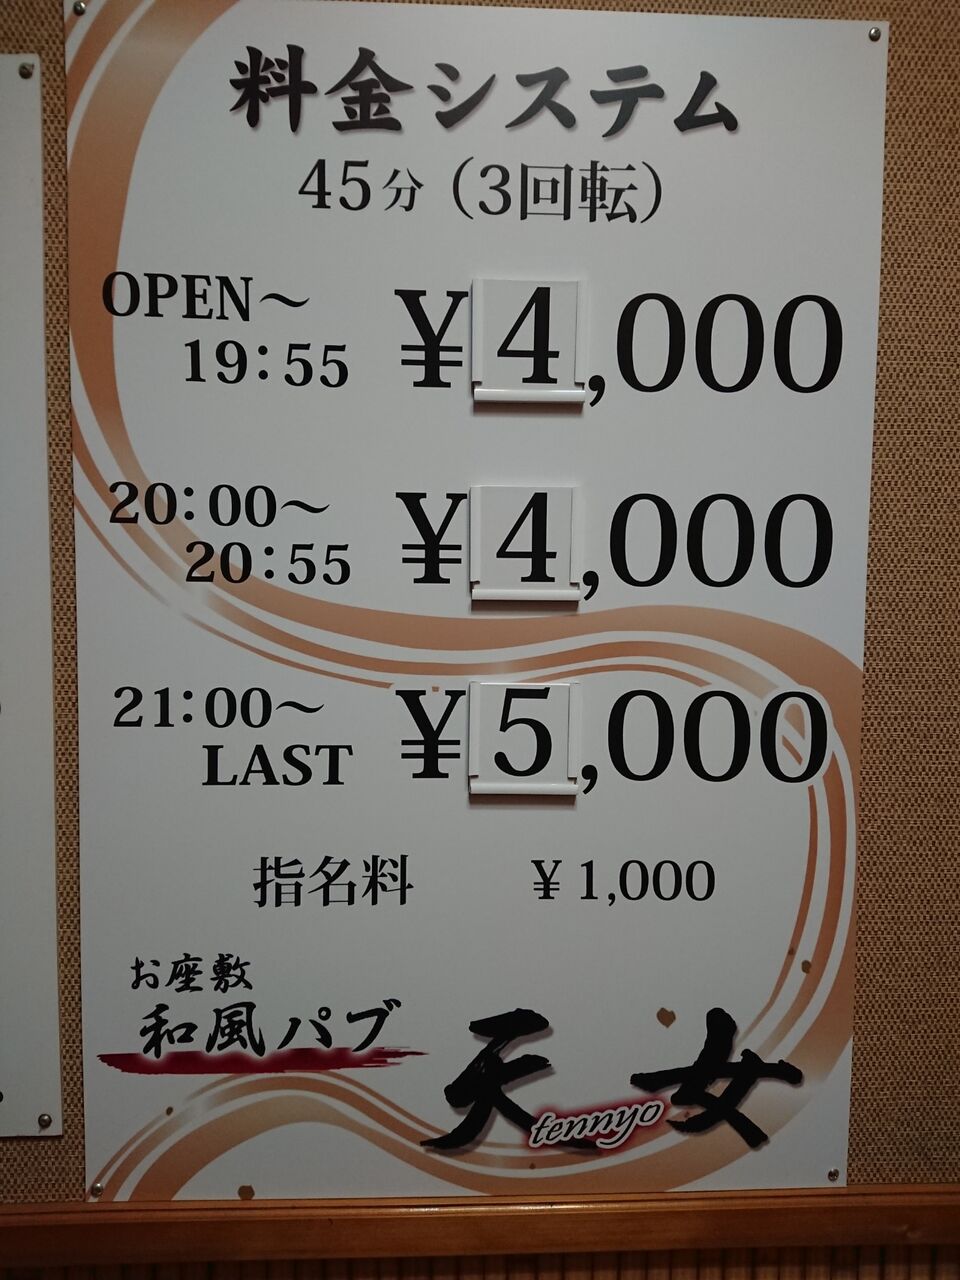 料金システム
45分（3回転）
OPEN〜
19：55
¥4,000
20：00〜
20：55
¥4,000
21：00〜
LAST
¥5,000
指名料 ¥1,000
お座敷
和風パブ
天女
tennyo